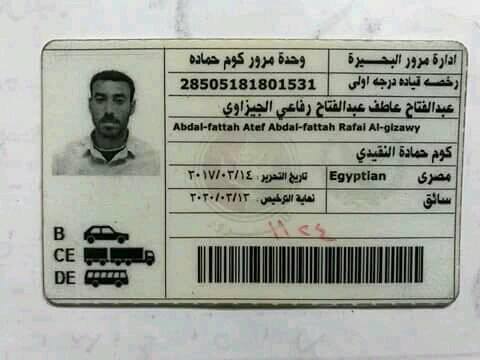 ادارة مرور البحيرة وحدة مرور كوم حماده
رخصه قياده درجه اولى 28505181801531
عبدالفتاح عاطف عبدالفتاح رفاعي الجيزاوي
Abdal-fattah Atef Abdal-fattah Rafai Al-gizawy
كوم حمادة النقيدي
مصرى Egyptian تاريخ التحرير: ٢٠١٧/٠٣/١٤
سائق نهاية الترخيص: ٢٠٢٠/٠٣/١٣
B
CE
DE